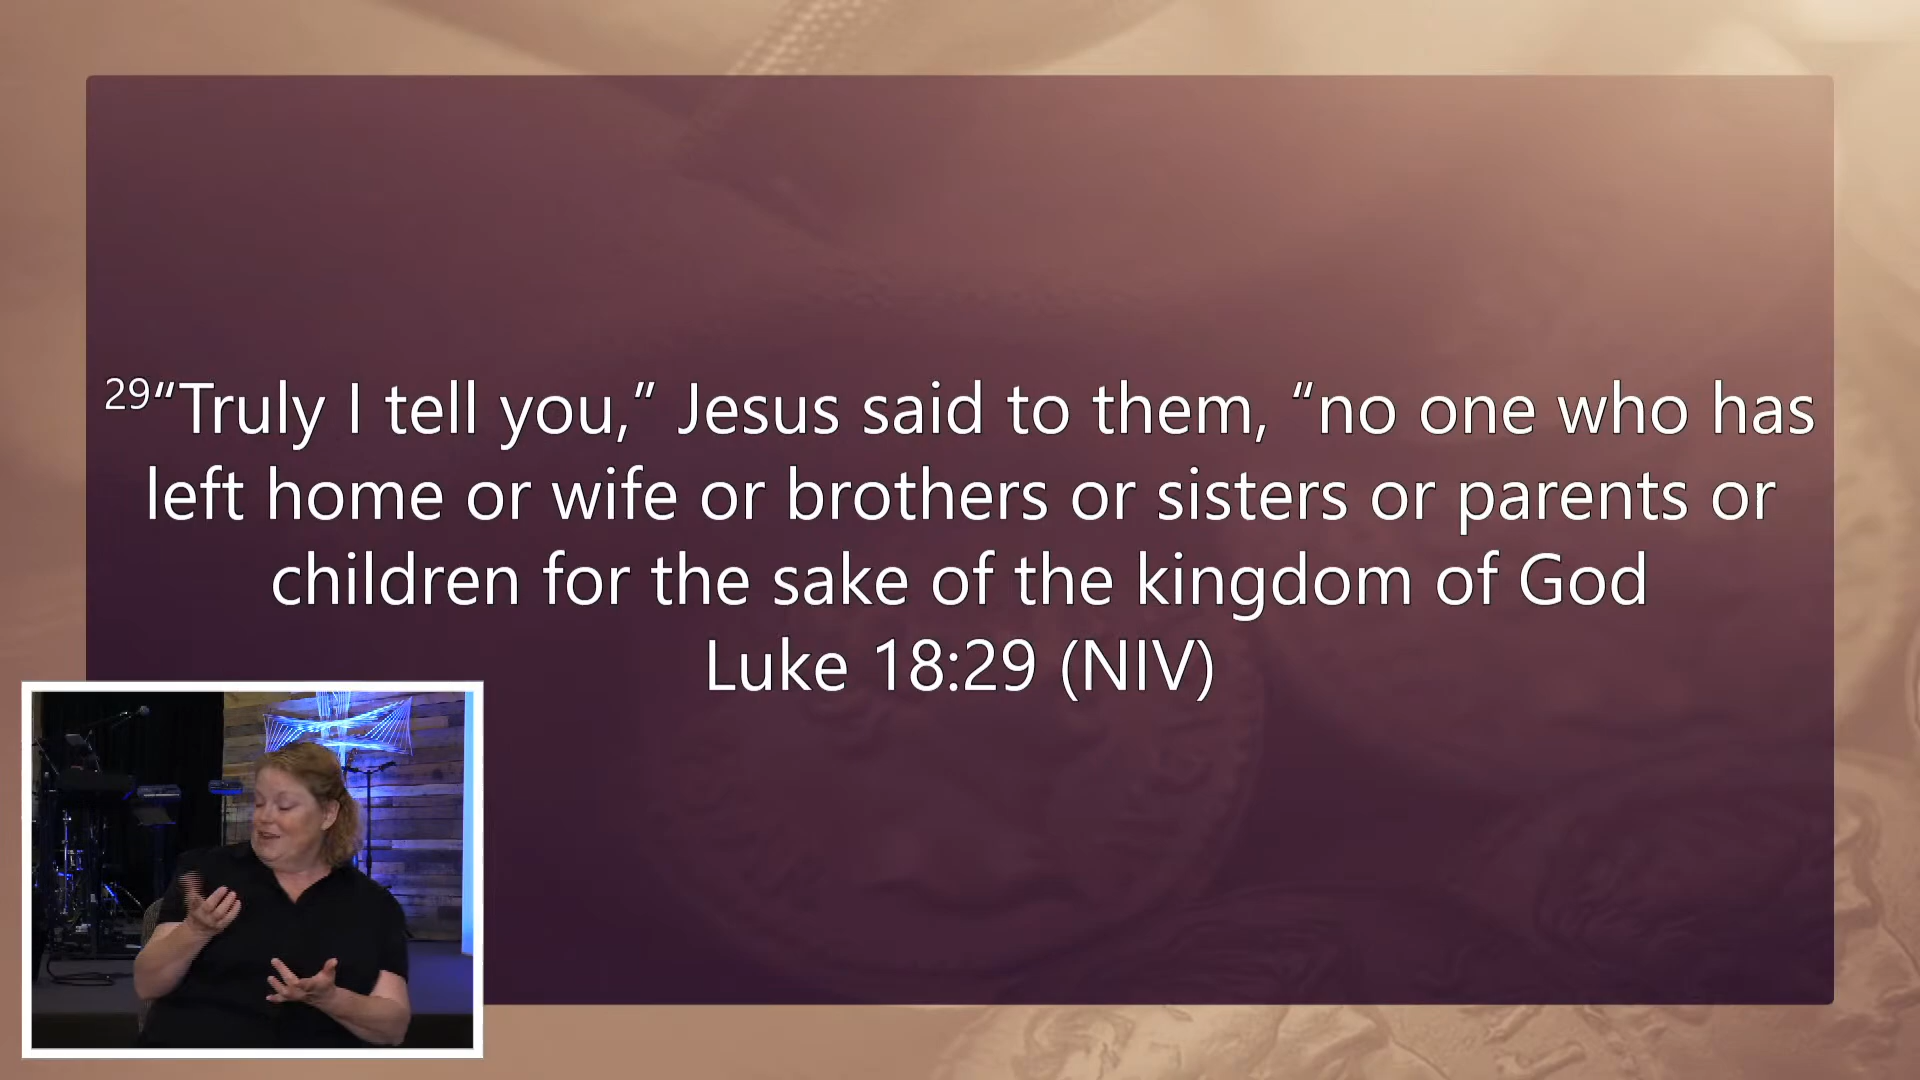 29“Truly I tell you,” Jesus said to them, “no one who has
left home or wife or brothers or sisters or parents or
children for the sake of the kingdom of God
Luke 18:29 (NIV)